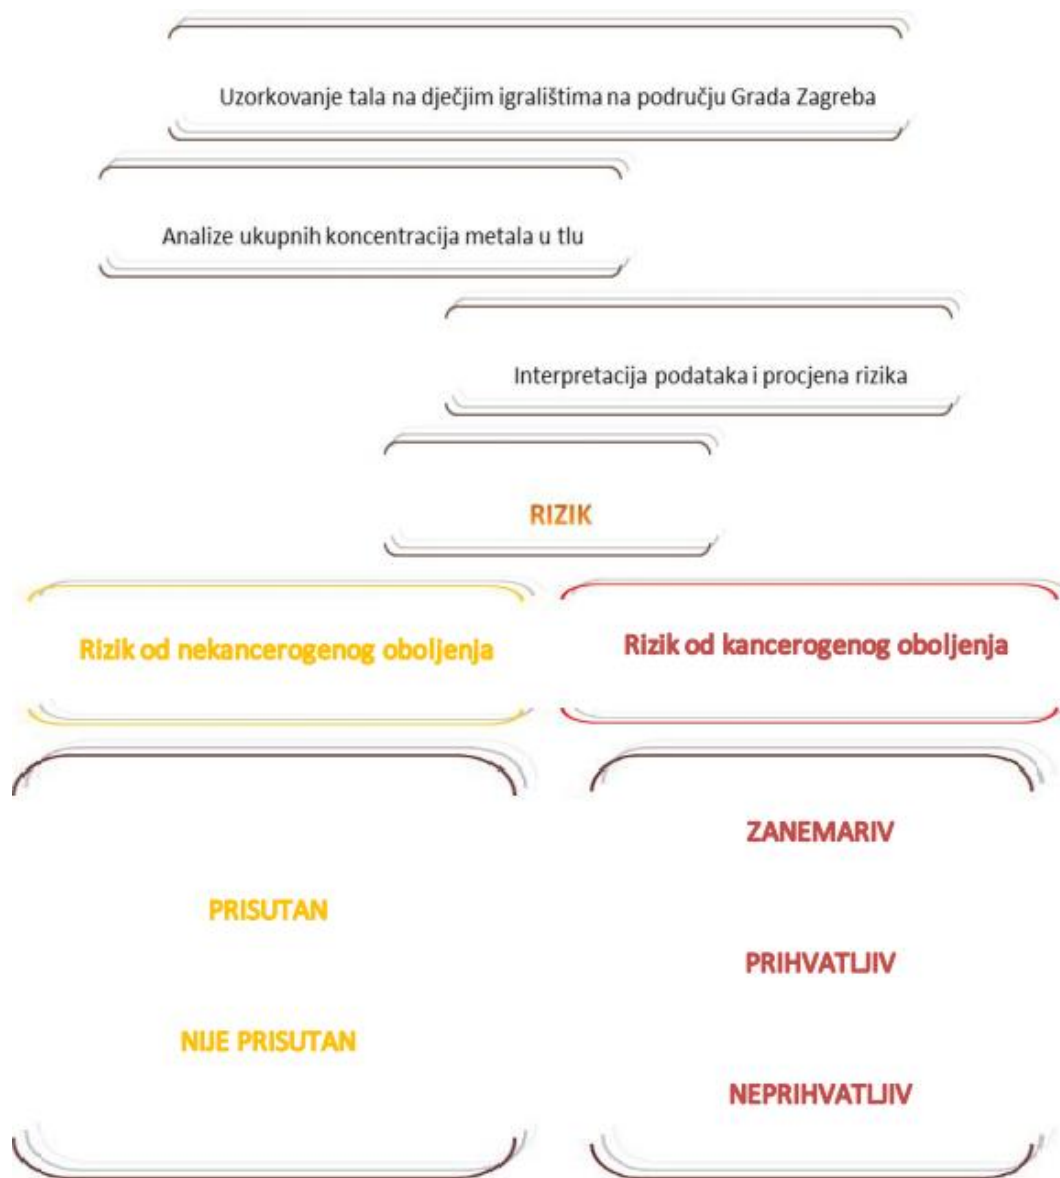 Uzorkovanje tala na dječjim igralištima na području Grada Zagreba
Analize ukupnih koncentracija metala u tlu
Interpretacija podataka i procjena rizika
RIZIK
Rizik od nekancerogenog oboljenja
Rizik od kancerogenog oboljenja
PRISUTAN
NIJE PRISUTAN
ZANEMARIV
PRIHVATLJIV
NEPRIHVATLJIV